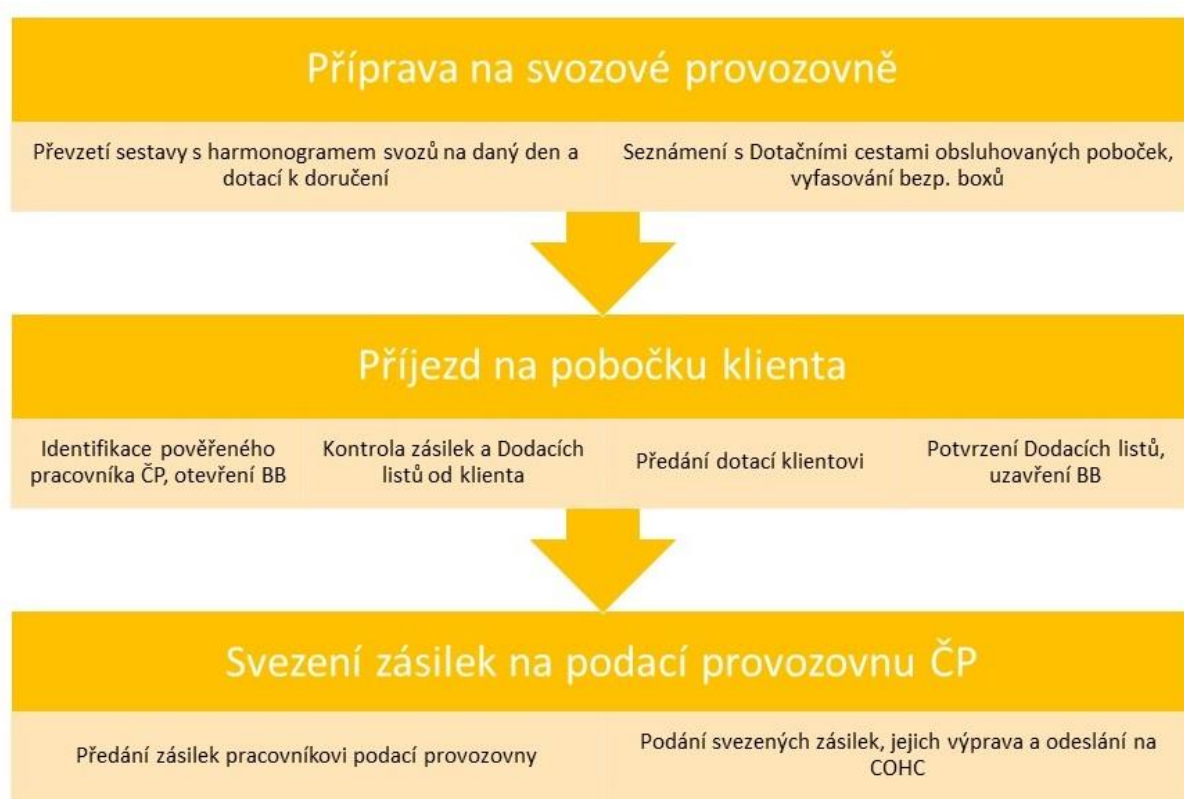 Příprava na svozové provozovně
Převzetí sestavy s harmonogramem svozů na daný den a
dotací k doručení
Seznámení s Dotačními cestami obsluhovaných poboček,
vyfasování bezp. boxů
Příjezd na pobočku klienta
Identifikace pověřeného
pracovníka ČP, otevření BB
Kontrola zásilek a Dodacích
listů od klienta
Předání dotací klientovi
Potvrzení Dodacích listů,
uzavření BB
Svezení zásilek na podací provozovnu ČP
Předání zásilek pracovníkovi podací provozovny
Podání svezených zásilek, jejich výprava a odeslání na
COHC